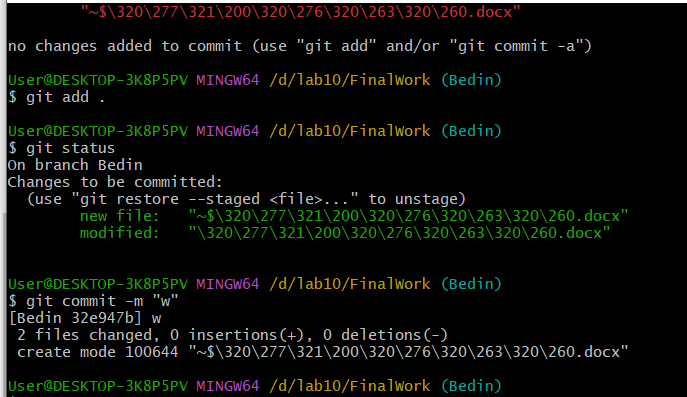 "~$\320\277\321\200\320\276\320\263\320\260.docx"
no changes added to commit (use "git add" and/or "git commit -a")
User@DESKTOP-3K8P5PV MINGW64 /d/lab10/FinalWork (Bedin)
$ git add .
User@DESKTOP-3K8P5PV MINGW64 /d/lab10/FinalWork (Bedin)
$ git status
On branch Bedin
Changes to be committed:
(use "git restore --staged <file>..." to unstage)
new file: "~$\320\277\321\200\320\276\320\263\320\260.docx"
modified: "\320\277\321\200\320\276\320\263\320\260.docx"
User@DESKTOP-3K8P5PV MINGW64 /d/lab10/FinalWork (Bedin)
$ git commit -m "w"
[Bedin 32e947b] w
2 files changed, 0 insertions(+), 0 deletions(-)
create mode 100644 "~$\320\277\321\200\320\276\320\263\320\260.docx"
User@DESKTOP-3K8P5PV MINGW64 /d/lab10/FinalWork (Bedin)